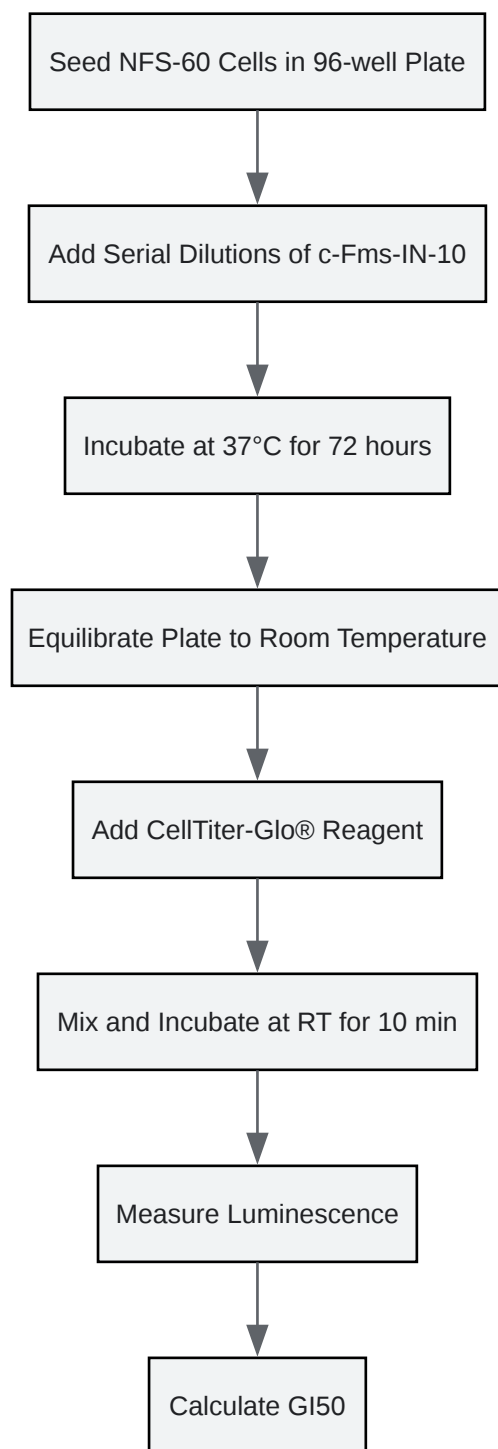 Seed NFS-60 Cells in 96-well Plate
Add Serial Dilutions of c-Fms-IN-10
Incubate at 37°C for 72 hours
Equilibrate Plate to Room Temperature
Add CellTiter-Glo® Reagent
Mix and Incubate at RT for 10 min
Measure Luminescence
Calculate GI50